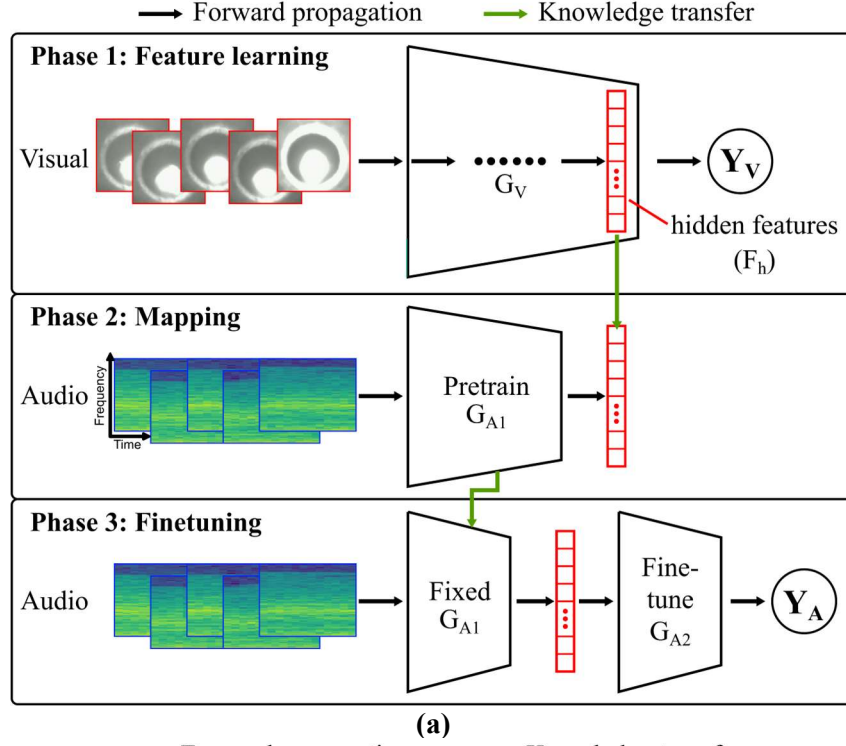 Forward propagation Knowledge transfer
Phase 1: Feature learning
Visual
G_V
Y_V
hidden features
(F_h)
Phase 2: Mapping
Audio
Frequency
Time
Pretrain
G_A1
Phase 3: Finetuning
Audio
Fixed
G_A1
Fine-
tune
G_A2
Y_A
(a)